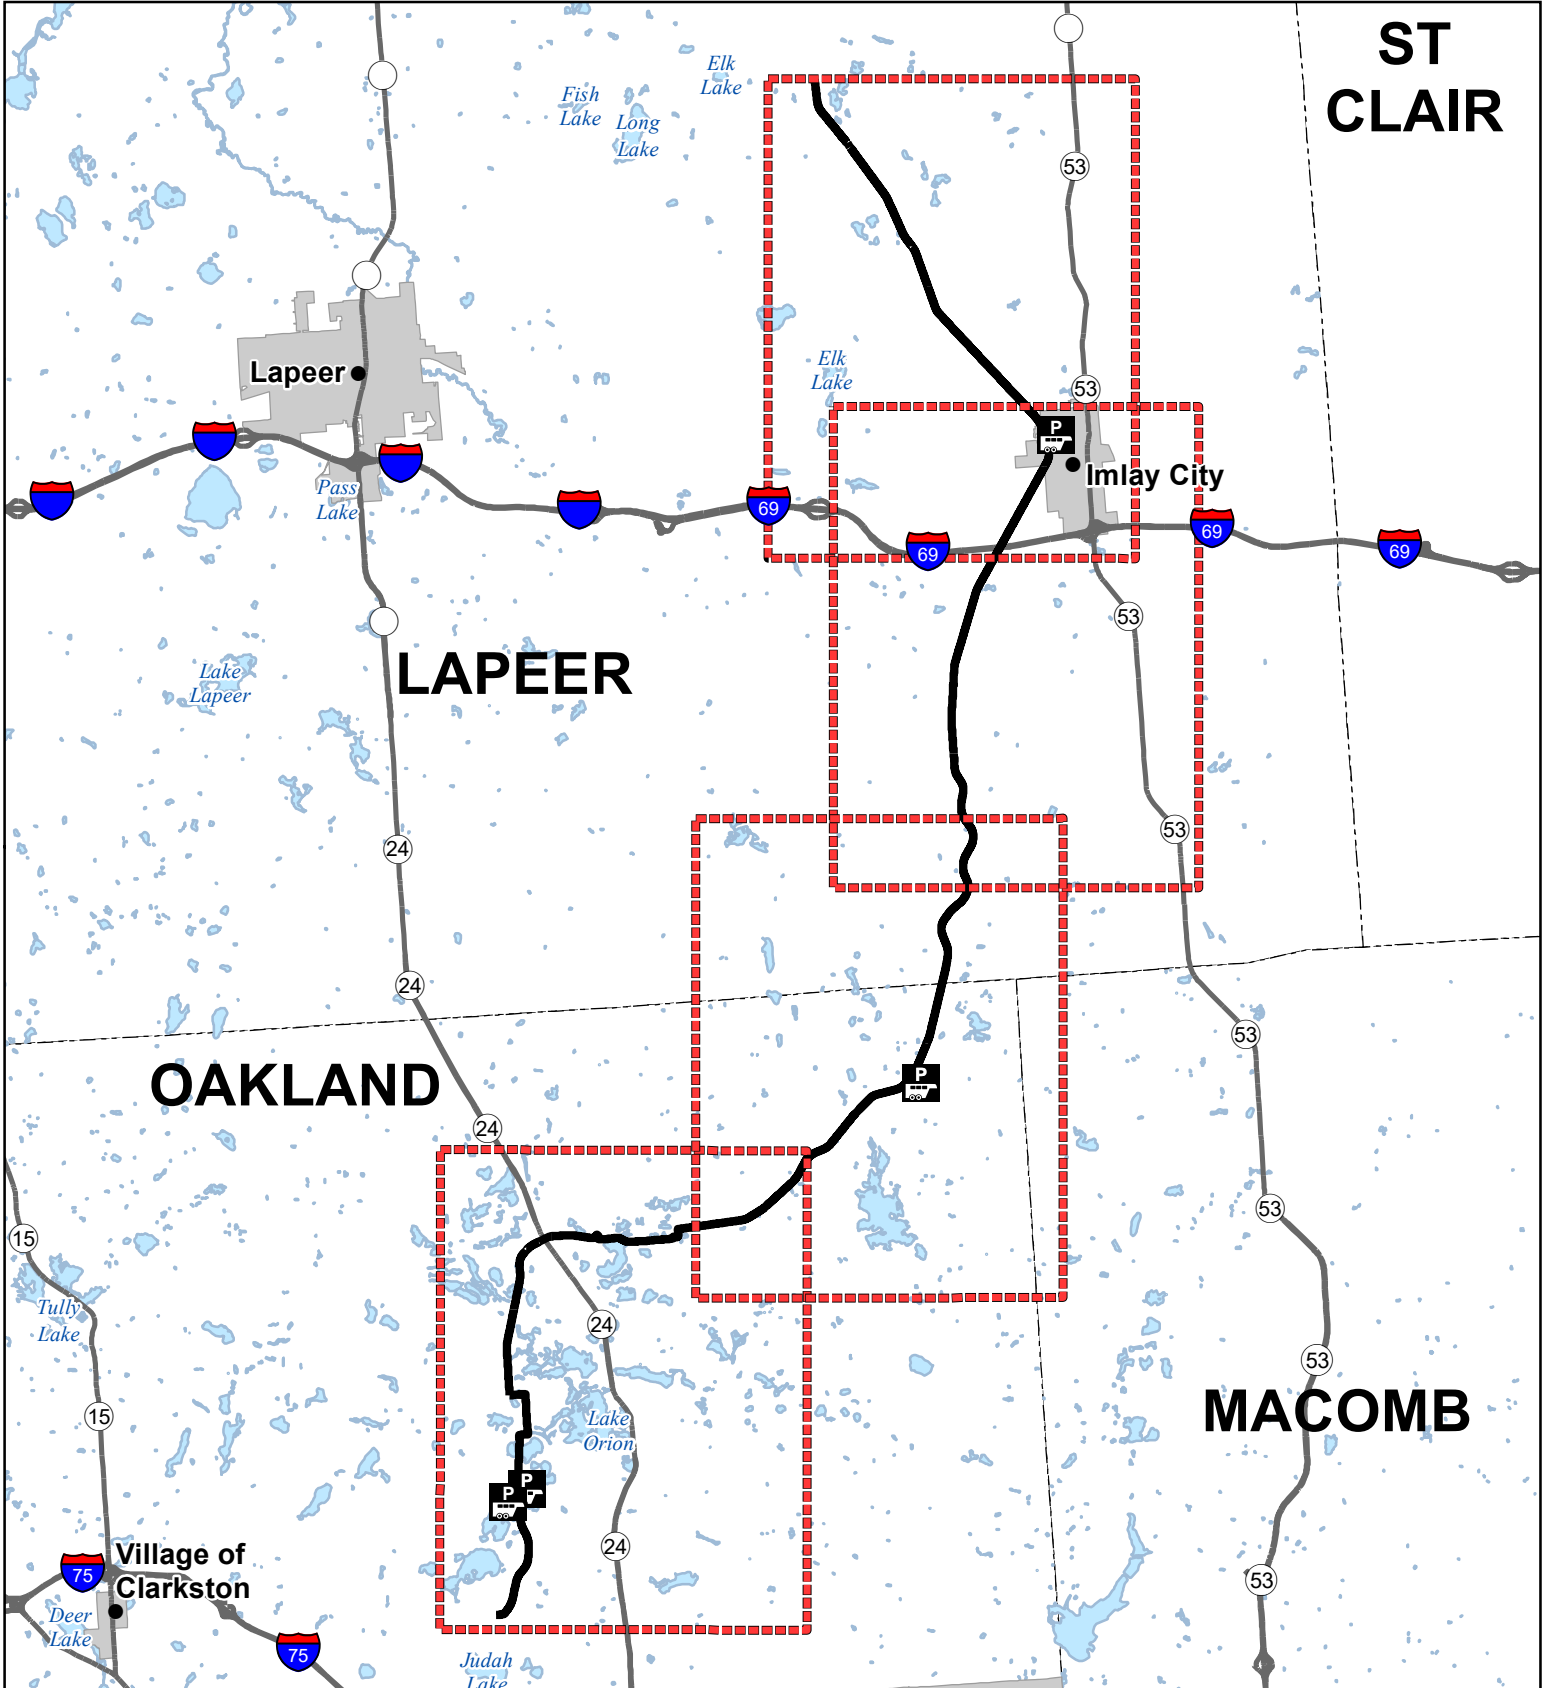 ST
CLAIR
Elk
Lake
Fish
Lake
Long
Lake
53
Elk
Lake
Lapeer
53
P
Imlay City
Pass
Lake
69
69
69
69
53
Lake
Lapeer
LAPEER
53
24
24
53
OAKLAND
P
24
53
15
Tully
Lake
24
53
15
MACOMB
Lake
Orion
P
P
24
Village of
Clarkston
75
53
Deer
Lake
75
Judah
Lake